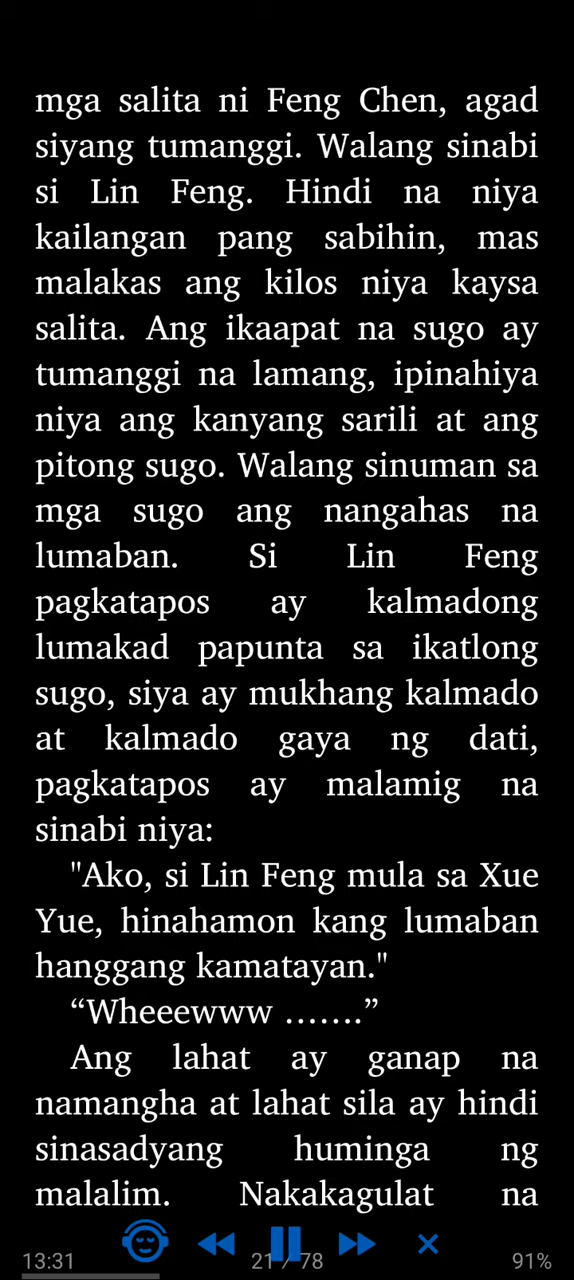 mga salita ni Feng Chen, agad
siyang tumanggi. Walang sinabi
si Lin Feng. Hindi na niya
kailangan pang sabihin, mas
malakas ang kilos niya kaysa
salita. Ang ikaapat na sugo ay
tumanggi na lamang, ipinahiya
niya ang kanyang sarili at ang
pitong sugo. Walang sinuman sa
mga sugo ang nangahas na
lumaban. Si Lin Feng
pagkatapos ay kalmadong
lumakad papunta sa ikatlong
sugo, siya ay mukhang kalmado
at kalmado gaya ng dati,
pagkatapos ay malamig na
sinabi niya:
"Ako, si Lin Feng mula sa Xue
Yue, hinahamon kang lumaban
hanggang kamatayan."
“Wheeewww …….”
Ang lahat ay ganap na
namangha at lahat sila ay hindi
sinasadyang huminga ng
malalim. Nakakagulat na
13:31 21 / 78 91%